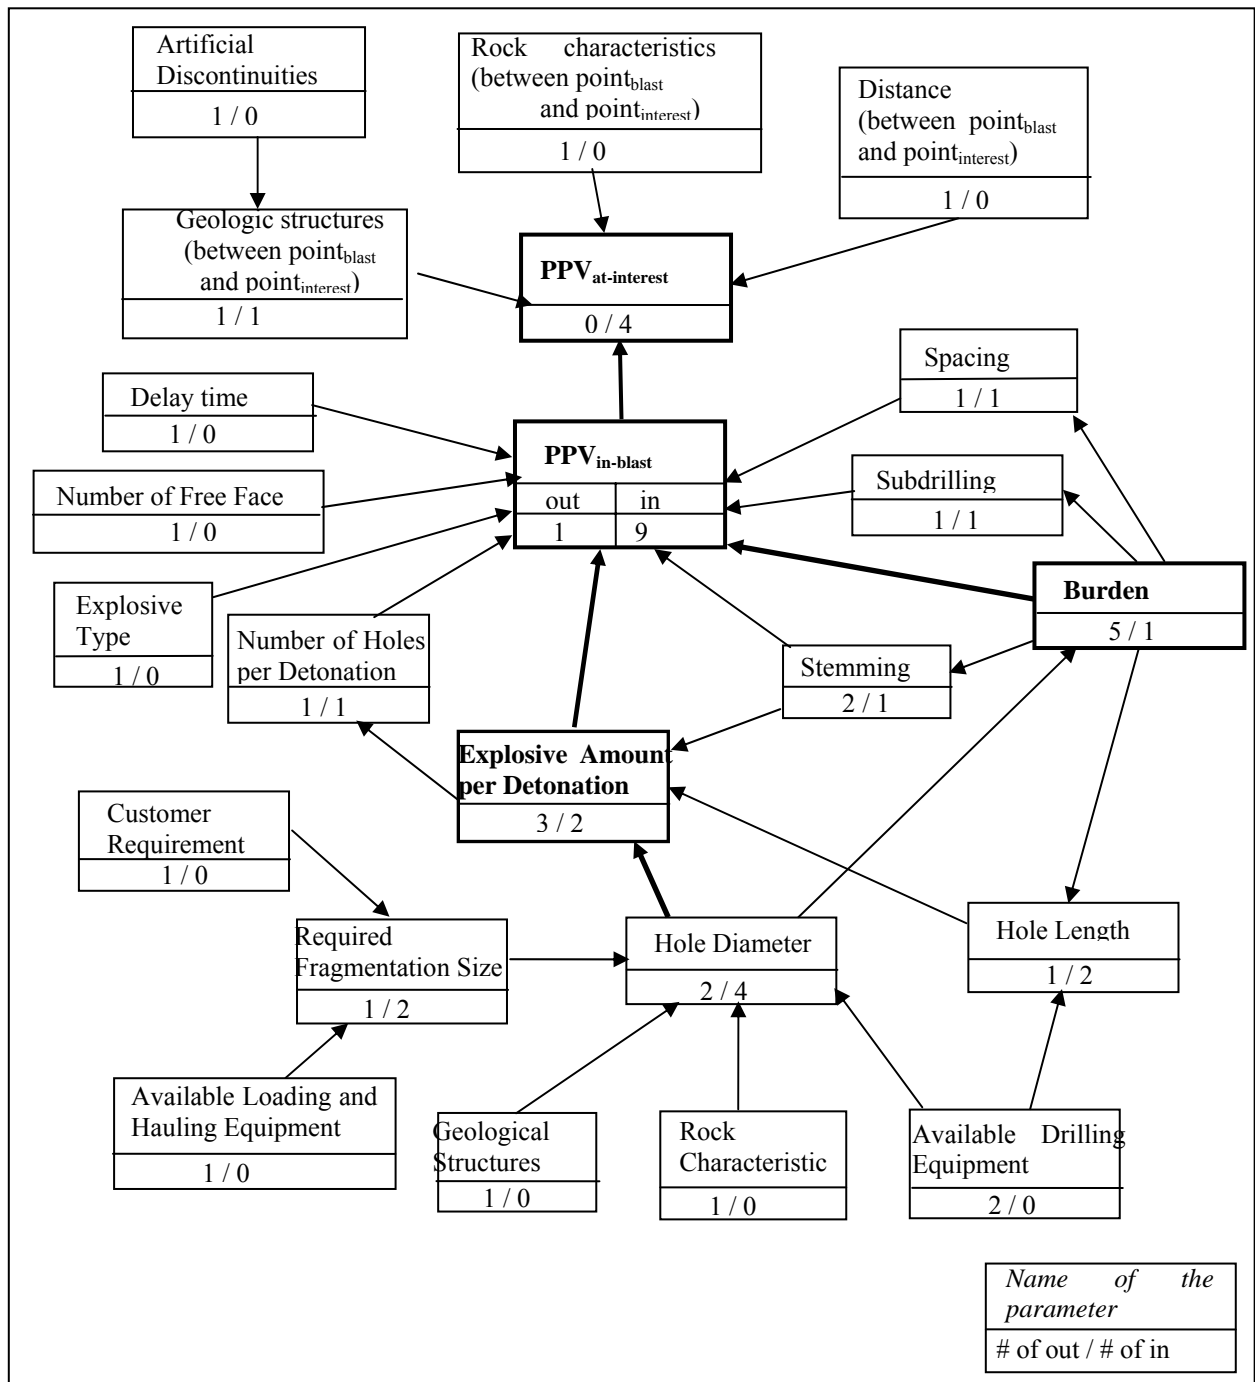 Artificial
Discontinuities
1 / 0
Rock characteristics
(between point_blast
and point_interest)
1 / 0
Distance
(between point_blast
and point_interest)
1 / 0
Geologic structures
(between point_blast
and point_interest)
1 / 1
PPV_at-interest
0 / 4
Spacing
1 / 1
Delay time
1 / 0
PPV_in-blast
out in
1 9
Number of Free Face
1 / 0
Subdrilling
1 / 1
Explosive
Type
1 / 0
Number of Holes
per Detonation
1 / 1
Burden
5 / 1
Stemming
2 / 1
Explosive Amount
per Detonation
3 / 2
Customer
Requirement
1 / 0
Required
Fragmentation Size
1 / 2
Hole Diameter
2 / 4
Hole Length
1 / 2
Available Loading and
Hauling Equipment
1 / 0
Geological
Structures
1 / 0
Rock
Characteristic
1 / 0
Available Drilling
Equipment
2 / 0
Name of the
parameter
# of out / # of in